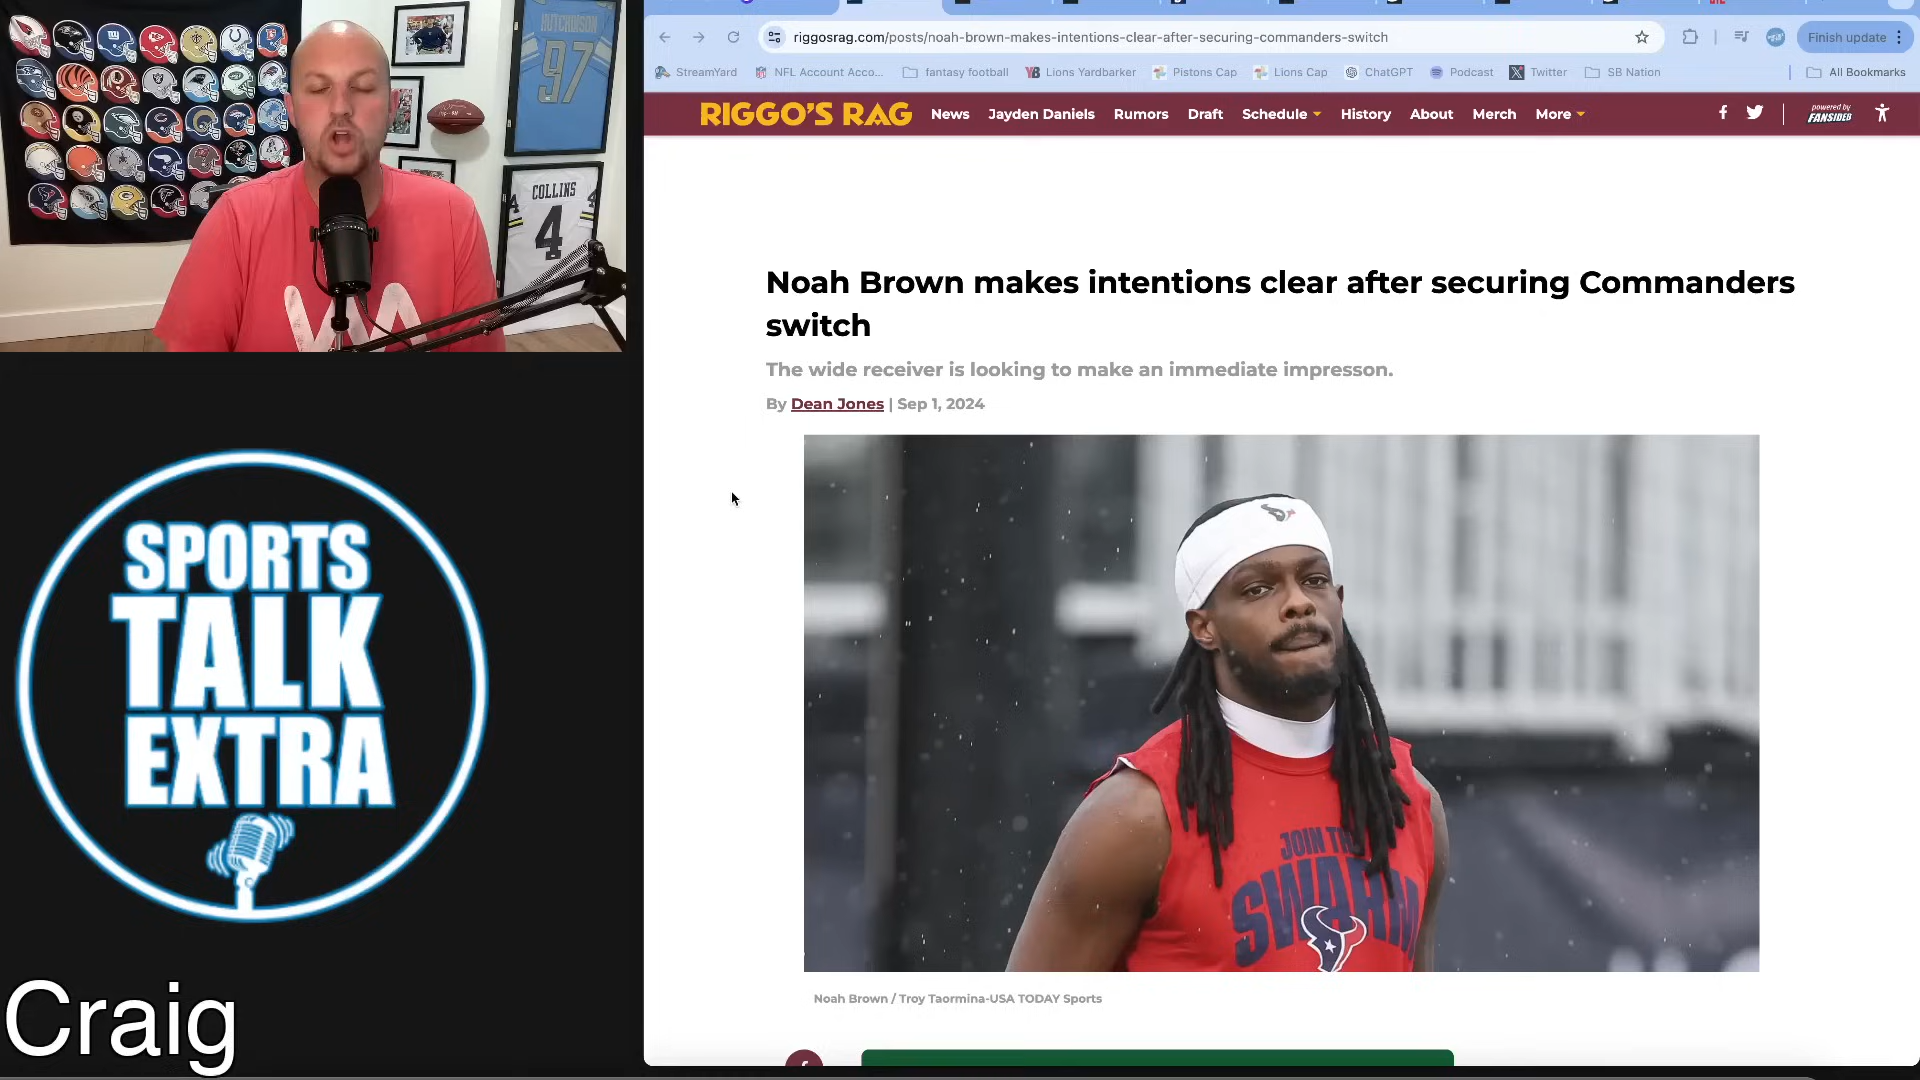 HUTCHINSON
97
COLLINS
4
SPORTS
TALK
EXTRA
Craig
riggosrag.com/posts/noah-brown-makes-intentions-clear-after-securing-commanders-switch
Finish update
StreamYard
NFL Account Acco...
fantasy football
Lions Yardbarker
Pistons Cap
Lions Cap
ChatGPT
Podcast
Twitter
SB Nation
All Bookmarks
RIGGO'S RAG
News
Jayden Daniels
Rumors
Draft
Schedule
History
About
Merch
More
powered by
FANSIDED
Noah Brown makes intentions clear after securing Commanders
switch
The wide receiver is looking to make an immediate impresson.
By Dean Jones | Sep 1, 2024
JOIN THE
SWARM
Noah Brown / Troy Taormina-USA TODAY Sports